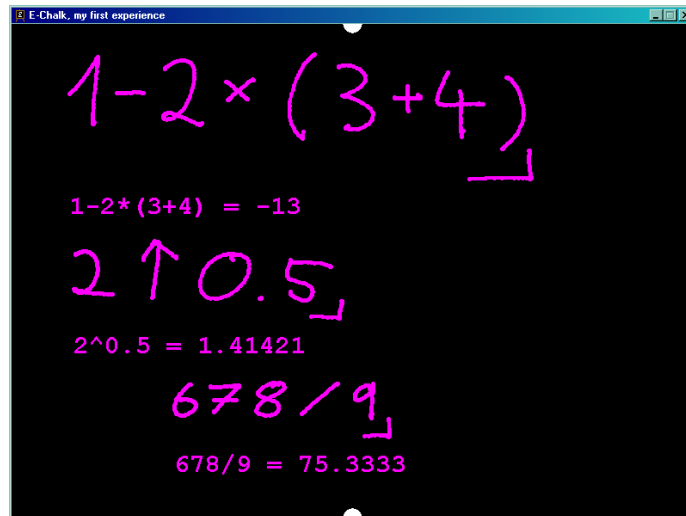 E-Chalk, my first experience
1-2×(3+4)
1-2*(3+4) = -13
2↑0.5
2^0.5 = 1.41421
678/9
678/9 = 75.3333